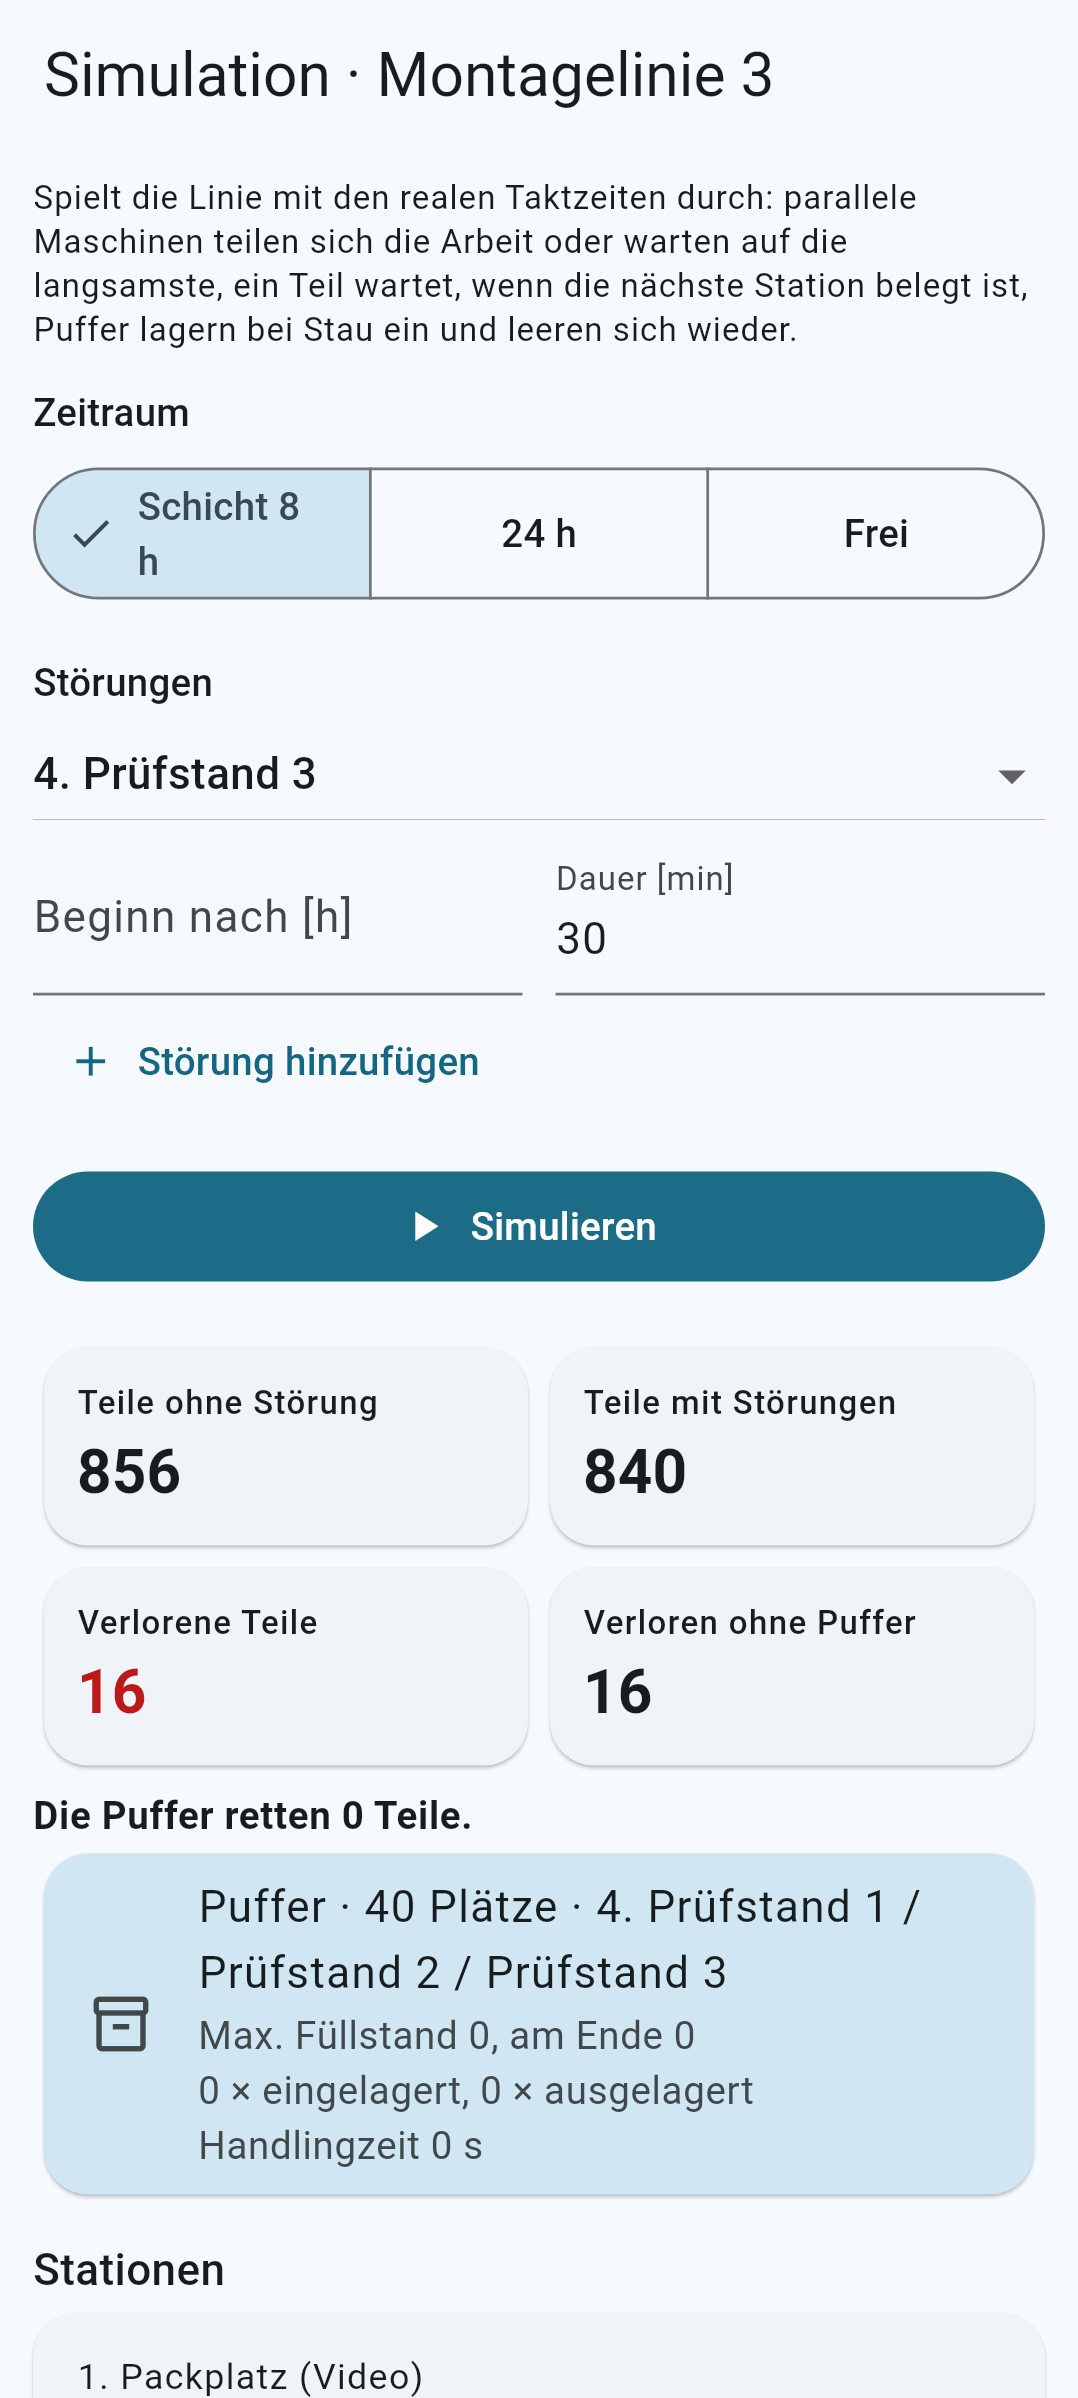 Simulation · Montagelinie 3
Spielt die Linie mit den realen Taktzeiten durch: parallele
Maschinen teilen sich die Arbeit oder warten auf die
langsamste, ein Teil wartet, wenn die nächste Station belegt ist,
Puffer lagern bei Stau ein und leeren sich wieder.
Zeitraum
Schicht 8
h
24 h
Frei
Störungen
4. Prüfstand 3
Beginn nach [h]
Dauer [min]
30
Störung hinzufügen
Simulieren
Teile ohne Störung
856
Teile mit Störungen
840
Verlorene Teile
16
Verloren ohne Puffer
16
Die Puffer retten 0 Teile.
Puffer · 40 Plätze · 4. Prüfstand 1 /
Prüfstand 2 / Prüfstand 3
Max. Füllstand 0, am Ende 0
0 × eingelagert, 0 × ausgelagert
Handlingzeit 0 s
Stationen
1. Packplatz (Video)